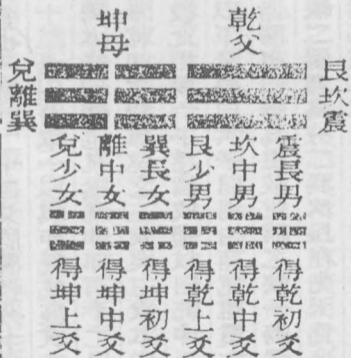 乾父
坤母
艮坎震
兌離巽
震長男 得乾初爻
坎中男 得乾中爻
艮少男 得乾上爻
巽長女 得坤初爻
離中女 得坤中爻
兌少女 得坤上爻